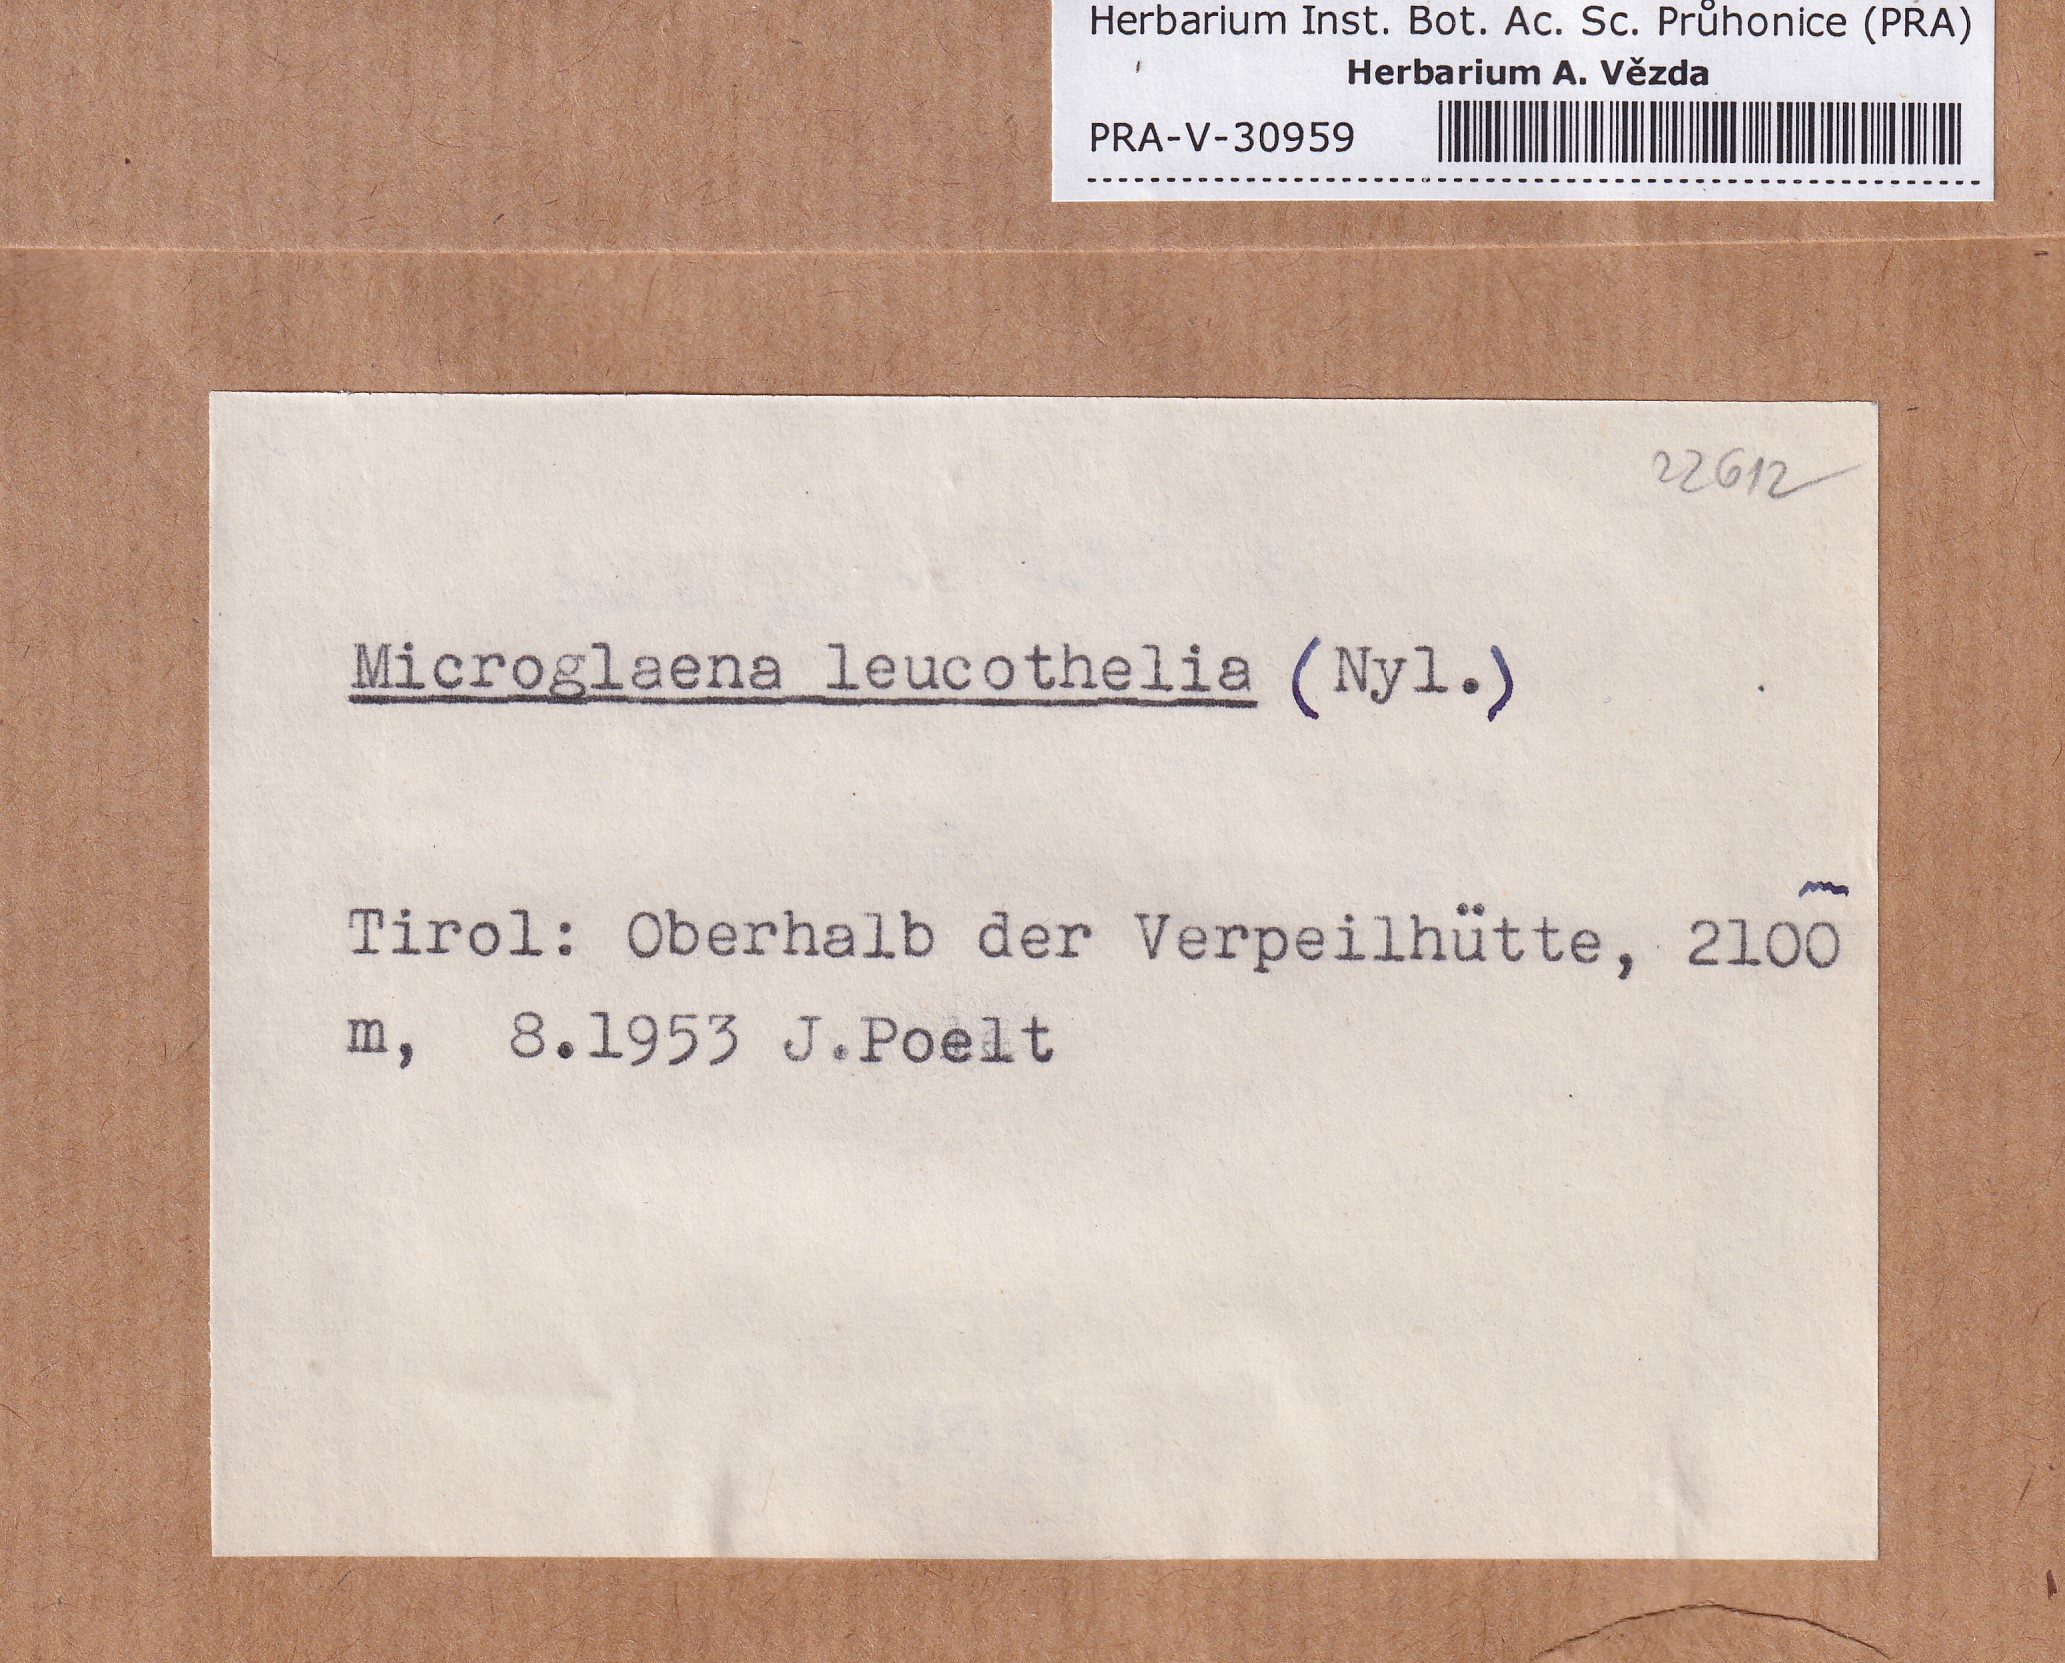 Herbarium Inst. Bot. Ac. Sc. Průhonice (PRA)
Herbarium A. Vězda
PRA-V-30959
22612
Microglaena leucothelia (Nyl.)
Tirol: Oberhalb der Verpeilhütte, 2100
m, 8.1953 J.Poelt